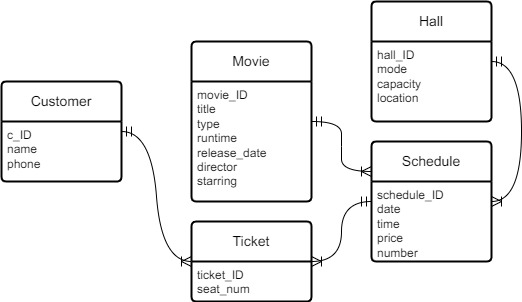 Hall
hall_ID
mode
capacity
location
Movie
movie_ID
title
type
runtime
release_date
director
starring
Customer
c_ID
name
phone
Schedule
schedule_ID
date
time
price
number
Ticket
ticket_ID
seat_num